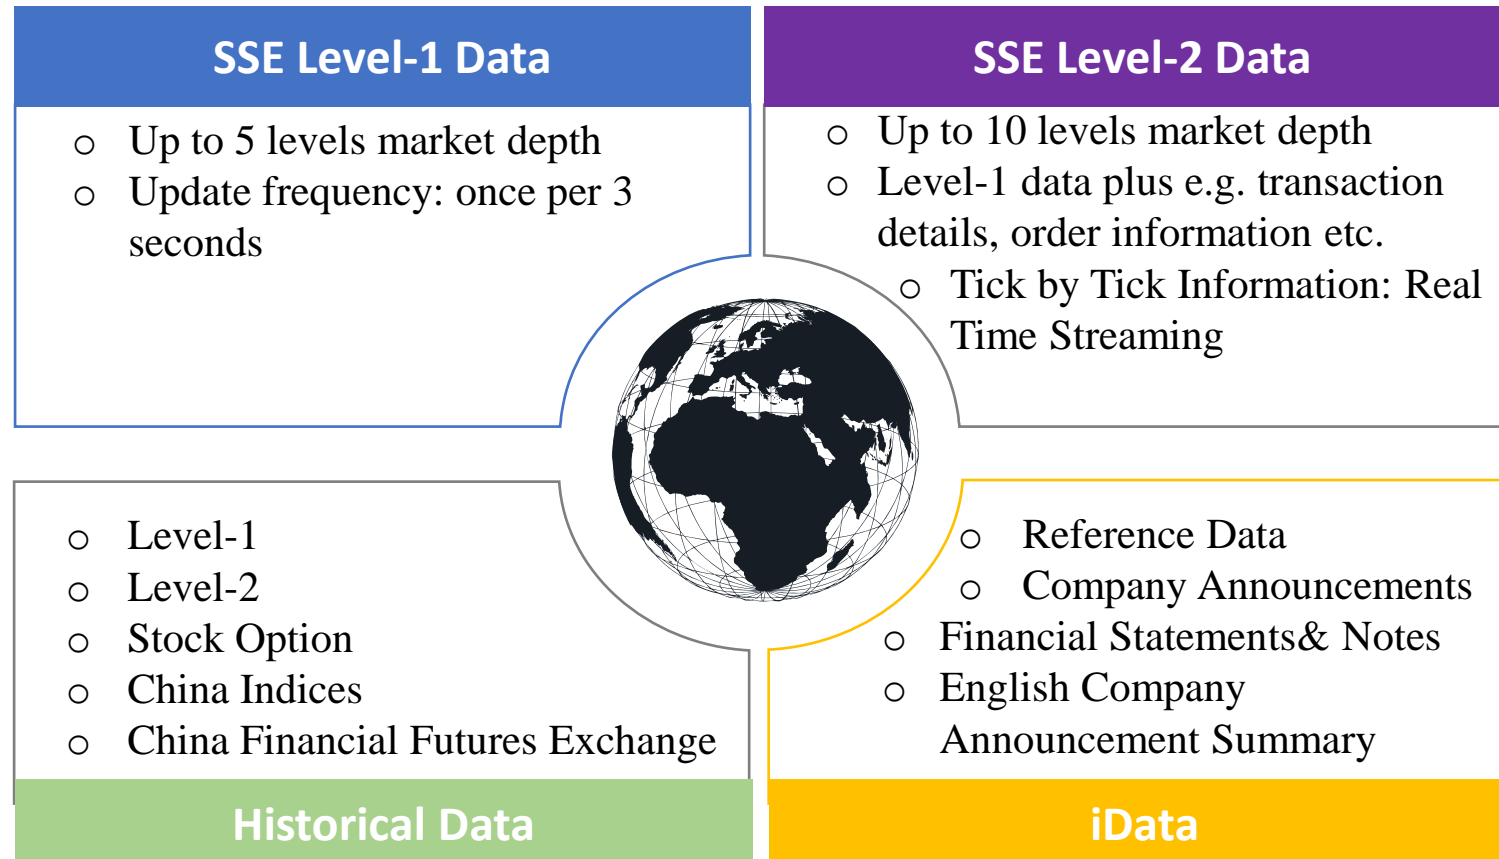 SSE Level-1 Data
○ Up to 5 levels market depth
○ Update frequency: once per 3
seconds
SSE Level-2 Data
○ Up to 10 levels market depth
○ Level-1 data plus e.g. transaction
details, order information etc.
○ Tick by Tick Information: Real
Time Streaming
○ Level-1
○ Level-2
○ Stock Option
○ China Indices
○ China Financial Futures Exchange
Historical Data
○ Reference Data
○ Company Announcements
○ Financial Statements& Notes
○ English Company
Announcement Summary
iData